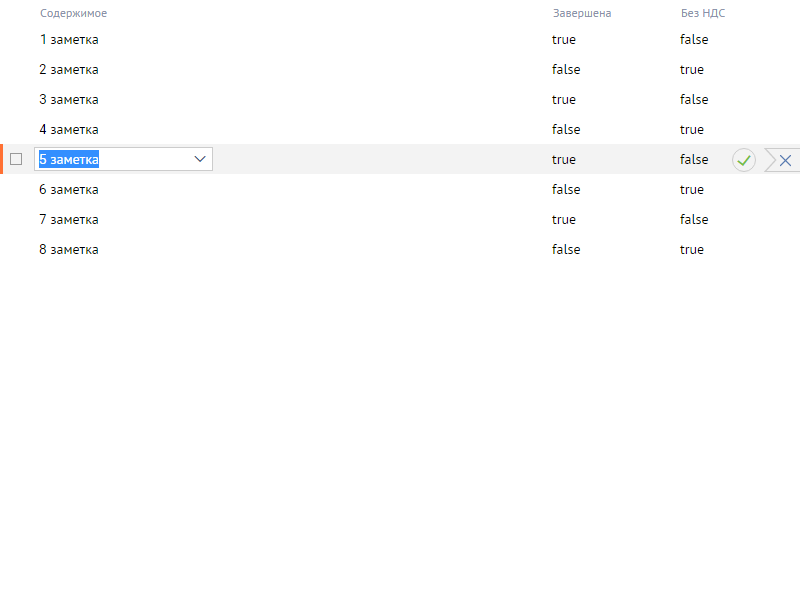 Содержимое Завершена Без НДС
1 заметка true false
2 заметка false true
3 заметка true false
4 заметка false true
5 заметка true false
6 заметка false true
7 заметка true false
8 заметка false true